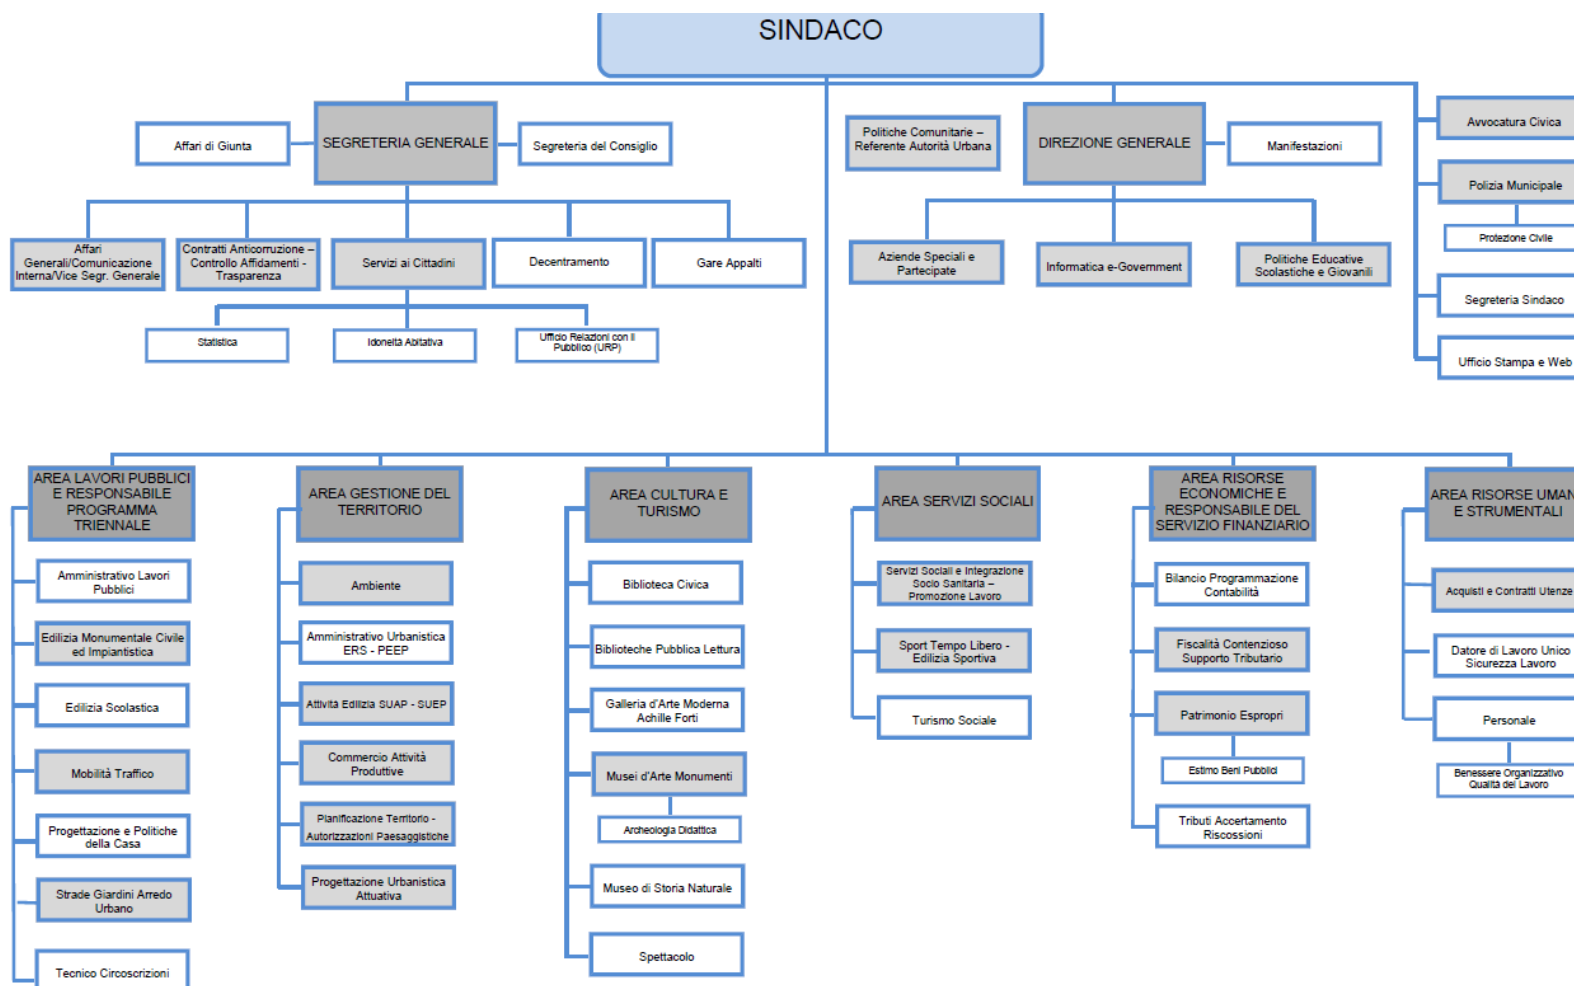 SINDACO
Affari di Giunta
SEGRETERIA GENERALE
Segreteria del Consiglio
Politiche Comunitarie –
Referente Autorità Urbana
DIREZIONE GENERALE
Manifestazioni
Avvocatura Civica
Polizia Municipale
Protezione Civile
Segreteria Sindaco
Ufficio Stampa e Web
Affari
Generali/Comunicazione
Interna/Vice Segr. Generale
Contratti Anticorruzione –
Controllo Affidamenti -
Trasparenza
Servizi ai Cittadini
Decentramento
Gare Appalti
Aziende Speciali e
Partecipate
Informatica e-Government
Politiche Educative
Scolastiche e Giovanili
Statistica
Idoneità Abitativa
Ufficio Relazioni con il
Pubblico (URP)
AREA LAVORI PUBBLICI
E RESPONSABILE
PROGRAMMA
TRIENNALE
Amministrativo Lavori
Pubblici
Edilizia Monumentale Civile
ed Impiantistica
Edilizia Scolastica
Mobilità Traffico
Progettazione e Politiche
della Casa
Strade Giardini Arredo
Urbano
Tecnico Circoscrizioni
AREA GESTIONE DEL
TERRITORIO
Ambiente
Amministrativo Urbanistica
ERS - PEEP
Attività Edilizia SUAP - SUEP
Commercio Attività
Produttive
Planificazione Territorio -
Autorizzazioni Paesaggistiche
Progettazione Urbanistica
Attuativa
AREA CULTURA E
TURISMO
Biblioteca Civica
Biblioteche Pubblica Lettura
Galleria d'Arte Moderna
Achille Forti
Musei d'Arte Monumenti
Archeologia Didattica
Museo di Storia Naturale
Spettacolo
AREA SERVIZI SOCIALI
Servizi Sociali e Integrazione
Socio Sanitaria –
Promozione Lavoro
Sport Tempo Libero -
Edilizia Sportiva
Turismo Sociale
AREA RISORSE
ECONOMICHE E
RESPONSABILE DEL
SERVIZIO FINANZIARIO
Bilancio Programmazione
Contabilità
Fiscalità Contenzioso
Supporto Tributario
Patrimonio Espropri
Estimo Beni Pubblici
Tributi Accertamento
Riscossioni
AREA RISORSE UMAN
E STRUMENTALI
Acquisti e Contratti Utenze
Datore di Lavoro Unico
Sicurezza Lavoro
Personale
Benessere Organizzativo
Qualità del Lavoro